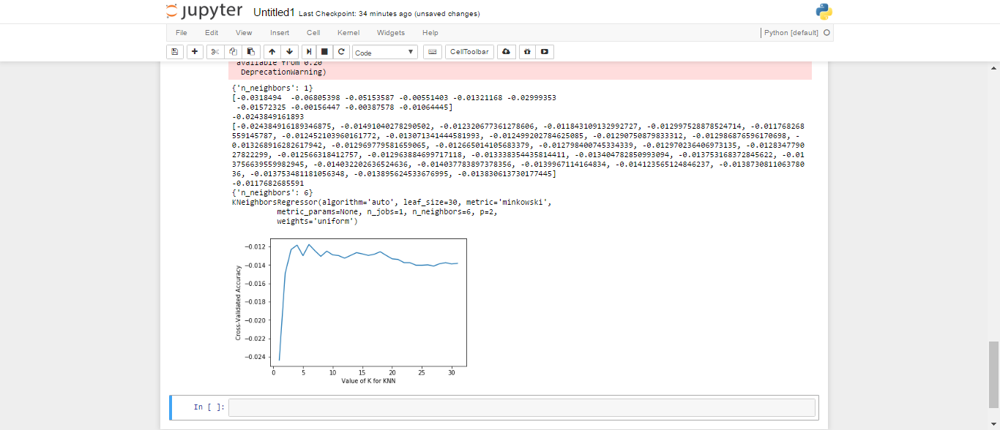 jupyter Untitled1 Last Checkpoint: 34 minutes ago (unsaved changes)
File Edit View Insert Cell Kernel Widgets Help Python [default]
Code CellToolbar
available from 0.20
DeprecationWarning)
{'n_neighbors': 1}
[-0.0318494 -0.06805398 -0.05153587 -0.00551403 -0.01321168 -0.02999353
-0.01572325 -0.00156447 -0.00387578 -0.01064445]
-0.0243849161893
[-0.024384916189346875, -0.01491040278290502, -0.012320677361278606, -0.011843109132992727, -0.012997528878524714, -0.011768268
559145787, -0.012452103960161772, -0.013071341444581993, -0.012499202784625085, -0.01290750879833312, -0.012986876596170698, -
0.013268916282617942, -0.012969779581659065, -0.012665014105683379, -0.012798400745334339, -0.012970236406973135, -0.0128347790
27822299, -0.012566318412757, -0.012963884699717118, -0.013338354435814411, -0.013404782850993094, -0.013753168372845622, -0.01
3756639559982945, -0.014032202636524636, -0.014037783897378356, -0.0139967114164834, -0.014123565124846237, -0.0138730811063780
36, -0.013753481181056348, -0.013895624533676995, -0.013830613730177445]
-0.0117682685591
{'n_neighbors': 6}
KNeighborsRegressor(algorithm='auto', leaf_size=30, metric='minkowski',
metric_params=None, n_jobs=1, n_neighbors=6, p=2,
weights='uniform')
−0.012
−0.014
−0.016
−0.018
−0.020
−0.022
−0.024
Cross-Validated Accuracy
0 5 10 15 20 25 30
Value of K for KNN
In [ ]: